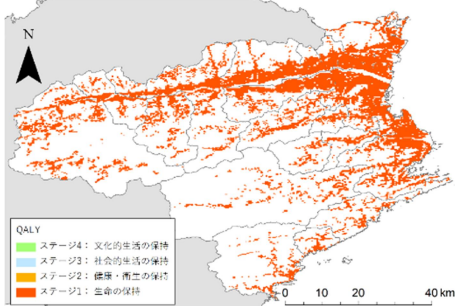 N
QALY
ステージ4： 文化的生活の保持
ステージ3： 社会的生活の保持
ステージ2： 健康・衛生の保持
ステージ1： 生命の保持
0 10 20 40 km